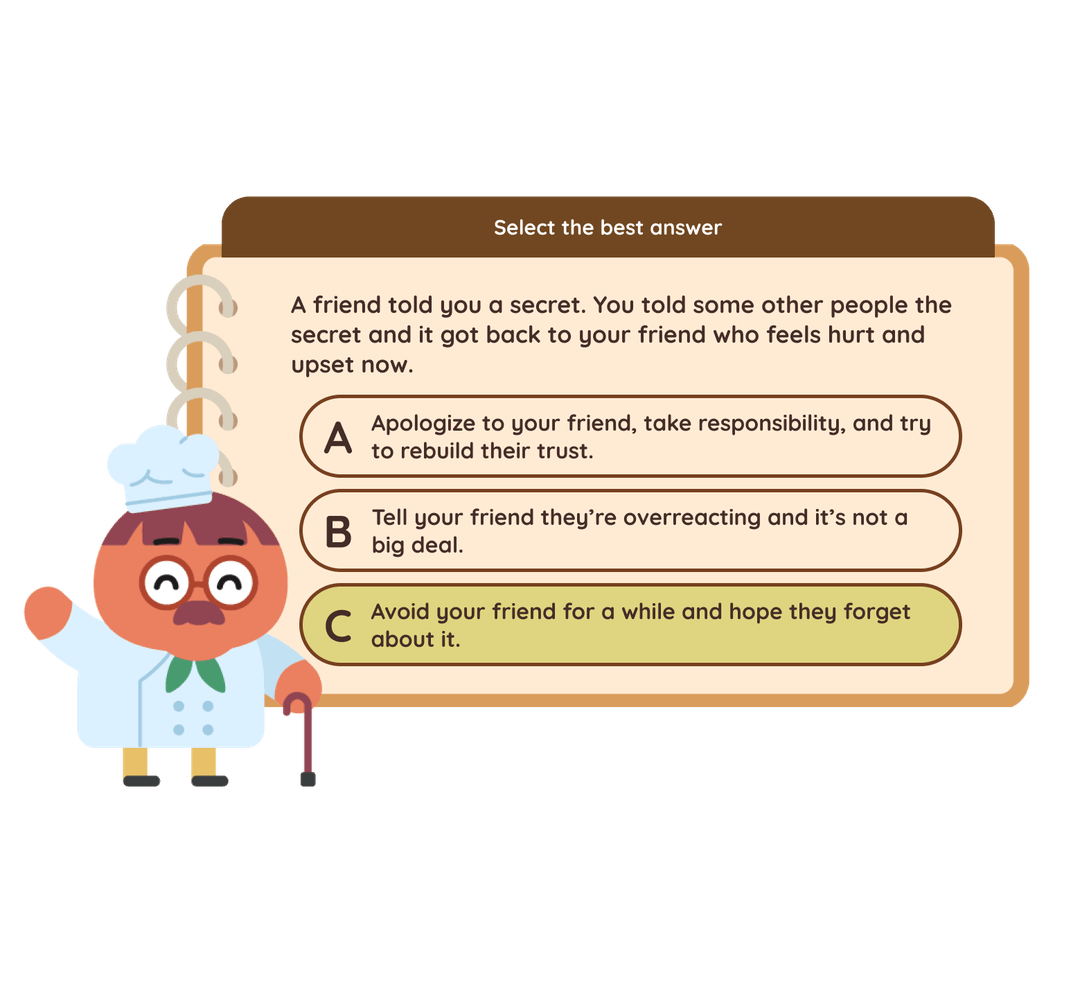 Select the best answer
A friend told you a secret. You told some other people the
secret and it got back to your friend who feels hurt and
upset now.
A
Apologize to your friend, take responsibility, and try
to rebuild their trust.
B
Tell your friend they’re overreacting and it’s not a
big deal.
C
Avoid your friend for a while and hope they forget
about it.